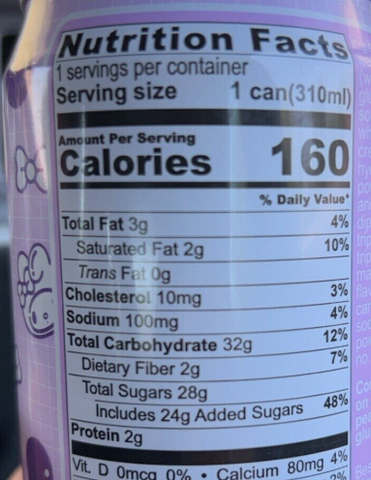 Nutrition Facts
1 servings per container
Serving size 1 can(310ml)
Amount Per Serving
Calories 160
% Daily Value*
Total Fat 3g 4%
Saturated Fat 2g 10%
Trans Fat 0g
Cholesterol 10mg 3%
Sodium 100mg 4%
Total Carbohydrate 32g 12%
Dietary Fiber 2g 7%
Total Sugars 28g
Includes 24g Added Sugars 48%
Protein 2g
Vit. D 0mcg 0% • Calcium 80mg 4%